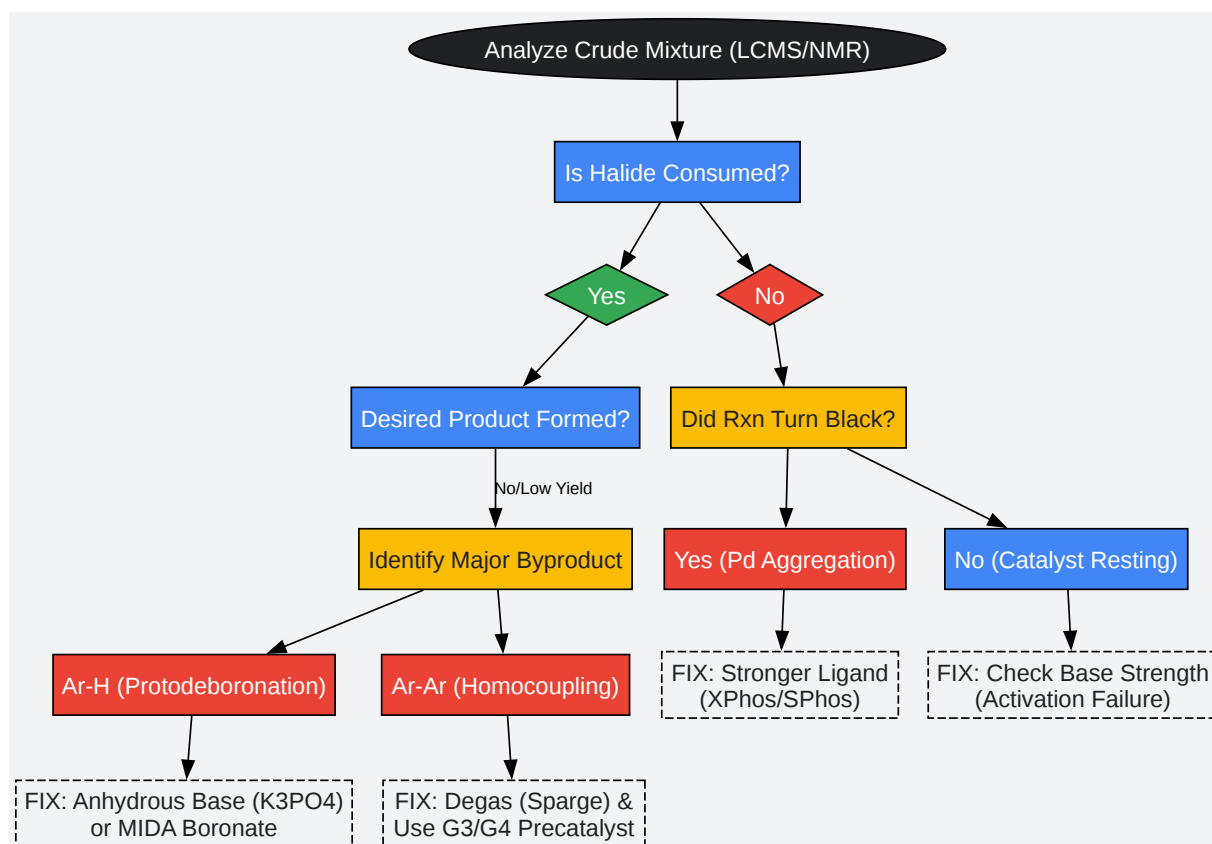 Analyze Crude Mixture (LCMS/NMR)
Is Halide Consumed?
Yes
No
Desired Product Formed?
Did Rxn Turn Black?
No/Low Yield
Identify Major Byproduct
Yes (Pd Aggregation)
No (Catalyst Resting)
Ar-H (Protodeboronation)
Ar-Ar (Homocoupling)
FIX: Stronger Ligand
(XPhos/SPhos)
FIX: Check Base Strength
(Activation Failure)
FIX: Anhydrous Base (K3PO4)
or MIDA Boronate
FIX: Degas (Sparge) &
Use G3/G4 Precatalyst